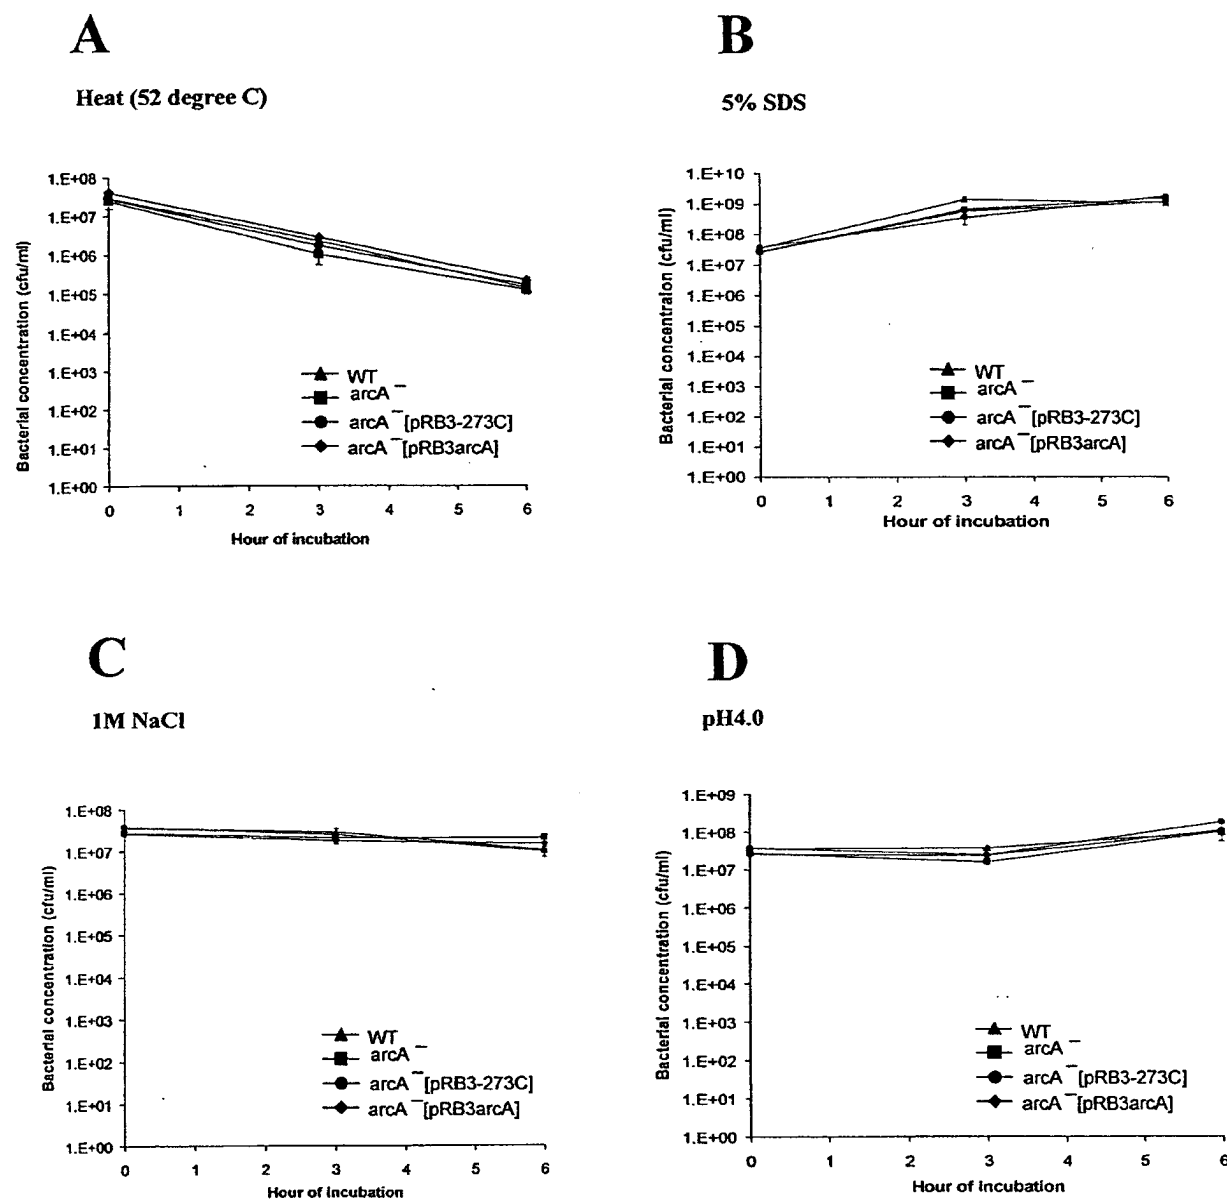 A
Heat (52 degree C)
Bacterial concentration (cfu/ml)
1.E+08
1.E+07
1.E+06
1.E+05
1.E+04
1.E+03
1.E+02
1.E+01
1.E+00
WT
arcA⁻
arcA⁻[pRB3-273C]
arcA⁻[pRB3arcA]
0 1 2 3 4 5 6
Hour of incubation
B
5% SDS
Bacterial concentration (cfu/ml)
1.E+10
1.E+09
1.E+08
1.E+07
1.E+06
1.E+05
1.E+04
1.E+03
1.E+02
1.E+01
1.E+00
WT
arcA⁻
arcA⁻[pRB3-273C]
arcA⁻[pRB3arcA]
0 1 2 3 4 5 6
Hour of incubation
C
1M NaCl
Bacterial concentration (cfu/ml)
1.E+08
1.E+07
1.E+06
1.E+05
1.E+04
1.E+03
1.E+02
1.E+01
1.E+00
WT
arcA⁻
arcA⁻[pRB3-273C]
arcA⁻[pRB3arcA]
0 1 2 3 4 5 6
Hour of incubation
D
pH4.0
Bacterial concentration (cfu/ml)
1.E+09
1.E+08
1.E+07
1.E+06
1.E+05
1.E+04
1.E+03
1.E+02
1.E+01
1.E+00
WT
arcA⁻
arcA⁻[pRB3-273C]
arcA⁻[pRB3arcA]
0 1 2 3 4 5 6
Hour of incubation